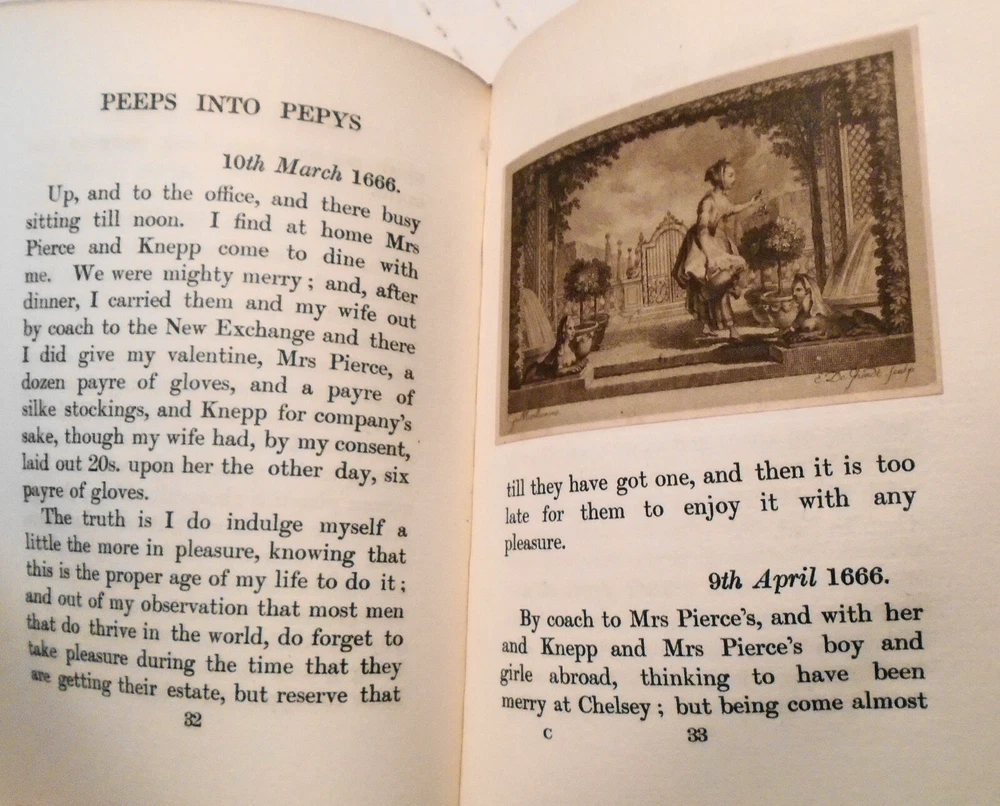 PEEPS INTO PEPYS
10th March 1666.
Up, and to the office, and there busy
sitting till noon. I find at home Mrs
Pierce and Knepp come to dine with
me. We were mighty merry; and, after
dinner, I carried them and my wife out
by coach to the New Exchange and there
I did give my valentine, Mrs Pierce, a
dozen payre of gloves, and a payre of
silke stockings, and Knepp for company's
sake, though my wife had, by my consent,
laid out 20s. upon her the other day, six
payre of gloves.
The truth is I do indulge myself a
little the more in pleasure, knowing that
this is the proper age of my life to do it;
and out of my observation that most men
that do thrive in the world, do forget to
take pleasure during the time that they
are getting their estate, but reserve that
32
till they have got one, and then it is too
late for them to enjoy it with any
pleasure.
9th April 1666.
By coach to Mrs Pierce's, and with her
and Knepp and Mrs Pierce's boy and
girle abroad, thinking to have been
merry at Chelsey; but being come almost
C 33